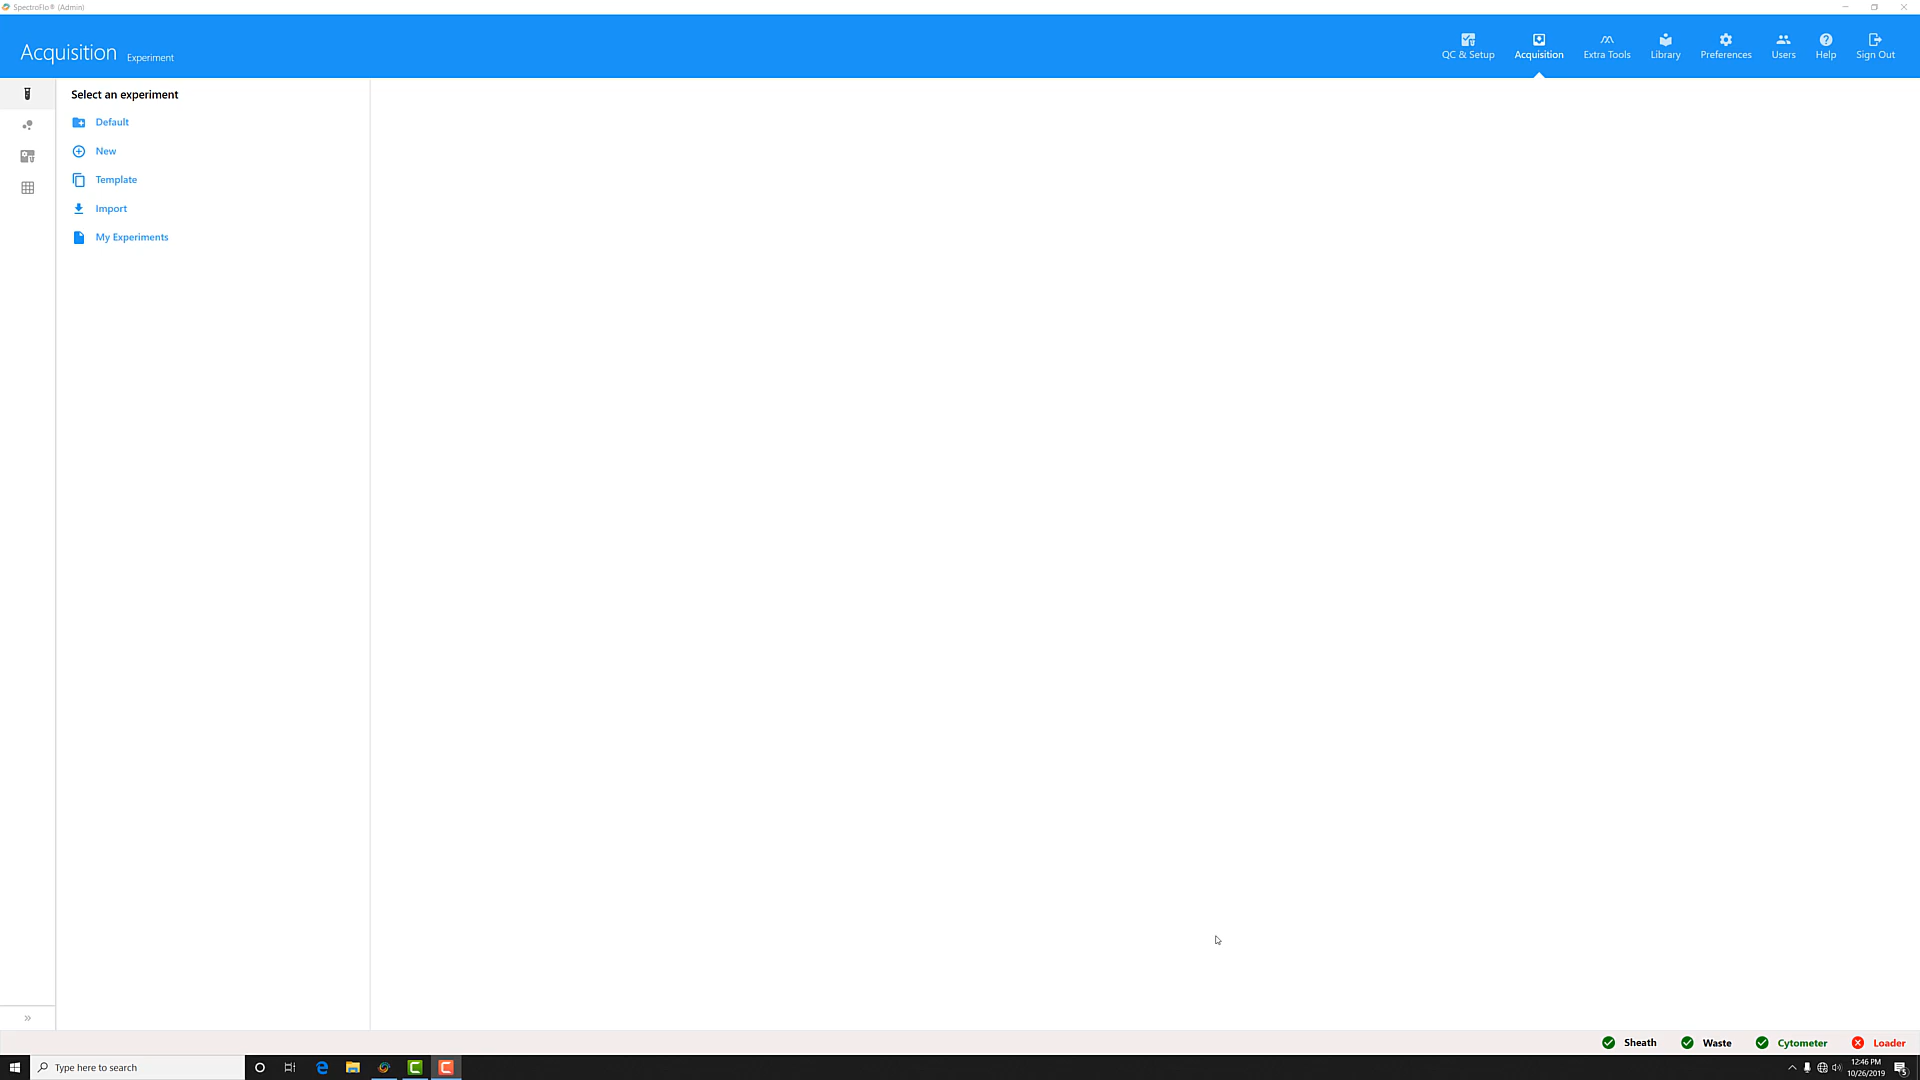 SpectroFlo® (Admin)
Acquisition Experiment
QC & Setup Acquisition Extra Tools Library Preferences Users Help Sign Out
Select an experiment
Default
New
Template
Import
My Experiments
Sheath Waste Cytometer Loader
Type here to search
12:46 PM
10/26/2019
5